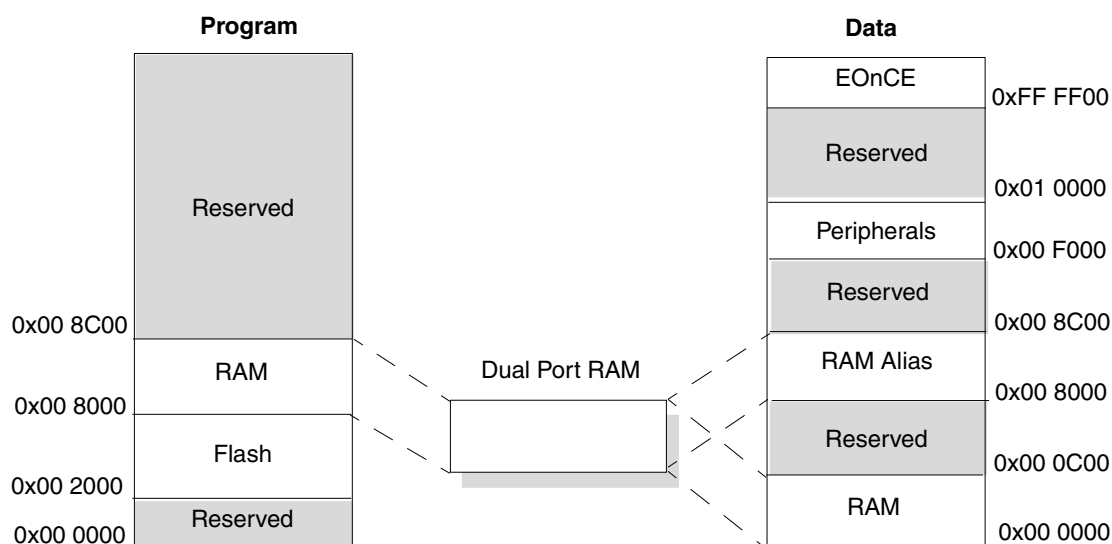 Program
Reserved
0x00 8C00
RAM
0x00 8000
Flash
0x00 2000
Reserved
0x00 0000
Dual Port RAM
Data
EOnCE
0xFF FF00
Reserved
0x01 0000
Peripherals
0x00 F000
Reserved
0x00 8C00
RAM Alias
0x00 8000
Reserved
0x00 0C00
RAM
0x00 0000